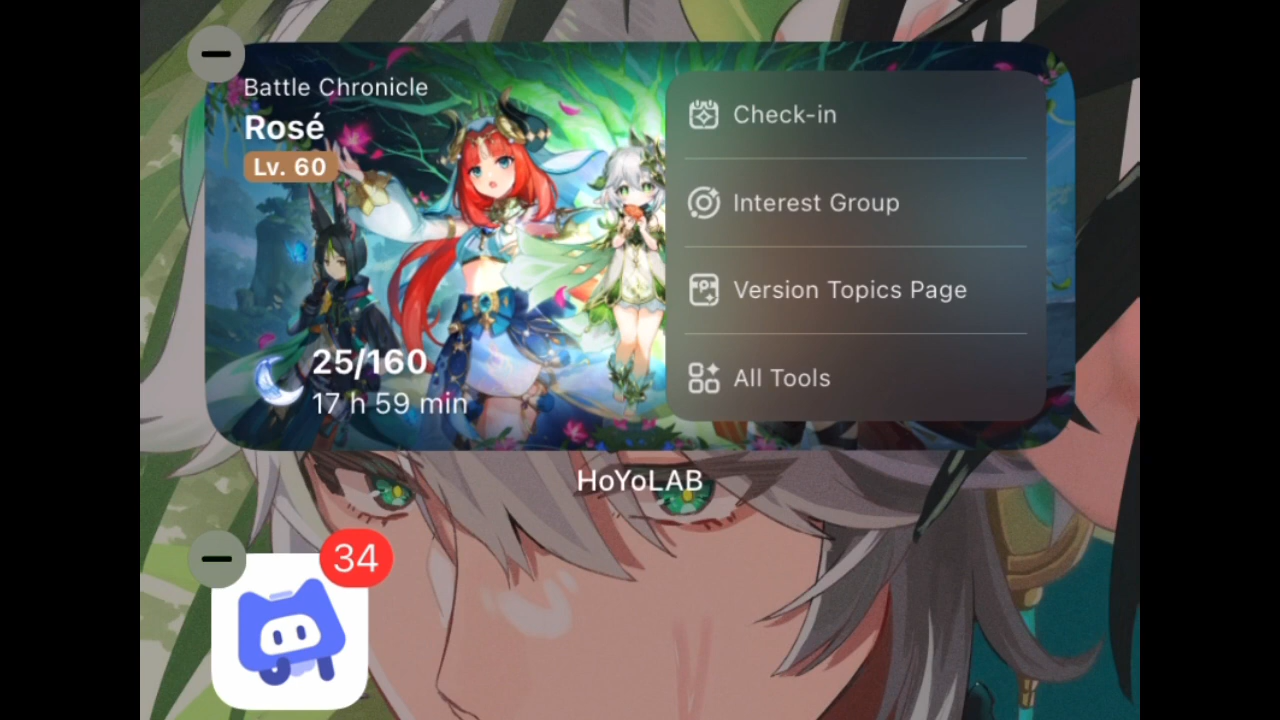 Battle Chronicle
Rosé
Lv. 60
25/160
17 h 59 min
Check-in
Interest Group
Version Topics Page
All Tools
HoYoLAB
34